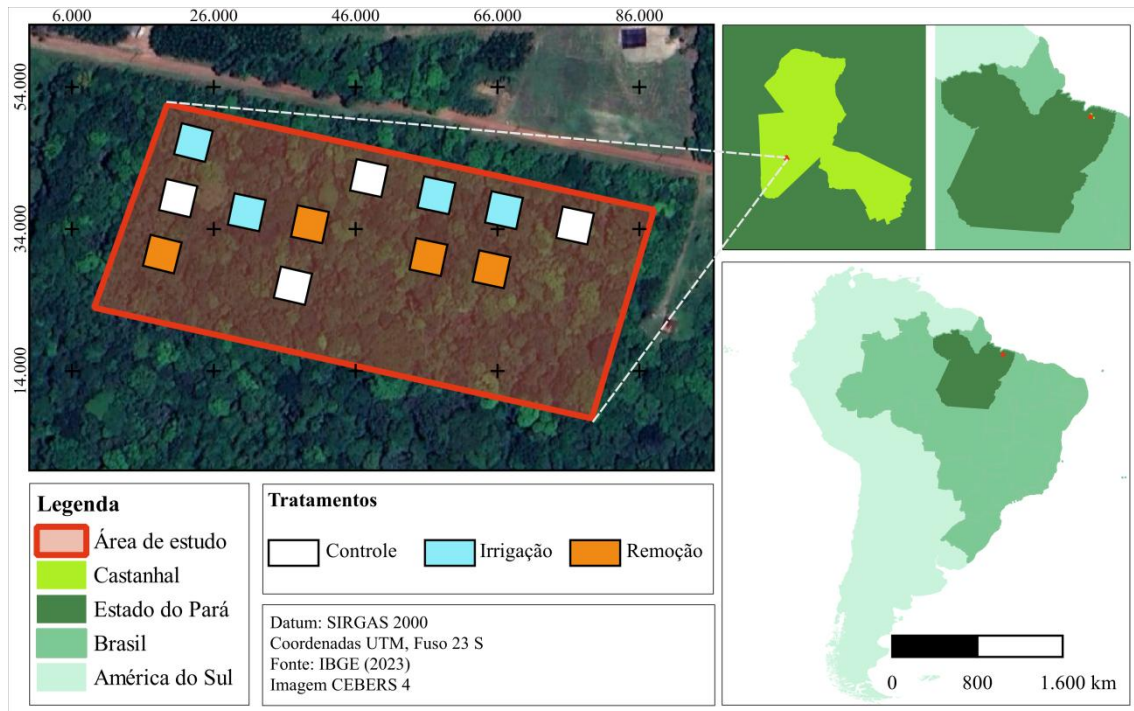 6.000 26.000 46.000 66.000 86.000
54.000
34.000
14.000
Legenda
Área de estudo
Castanhal
Estado do Pará
Brasil
América do Sul
Tratamentos
Controle Irrigação Remoção
Datum: SIRGAS 2000
Coordenadas UTM, Fuso 23 S
Fonte: IBGE (2023)
Imagem CEBERS 4
0 800 1.600 km